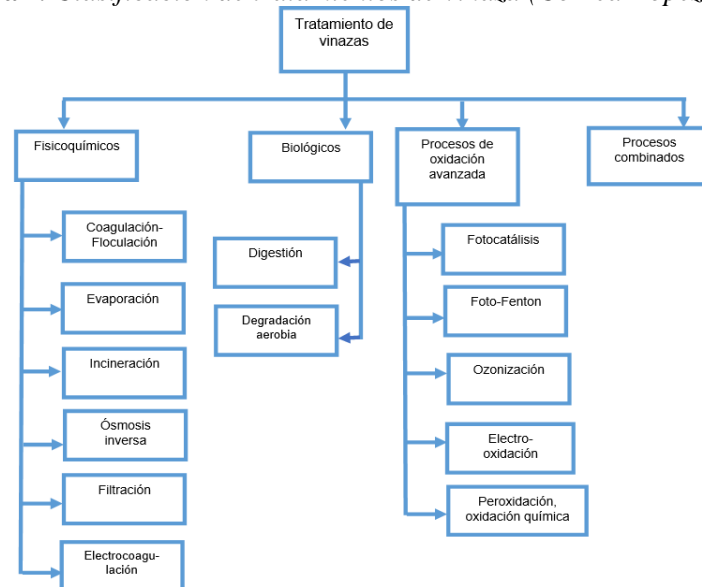 Tratamiento de
vinazas
Fisicoquímicos
Biológicos
Procesos de
oxidación
avanzada
Procesos
combinados
Coagulación-
Floculación
Evaporación
Incineración
Ósmosis
inversa
Filtración
Electrocoagu-
lación
Digestión
Degradación
aerobia
Fotocatálisis
Foto-Fenton
Ozonización
Electro-
oxidación
Peroxidación,
oxidación química